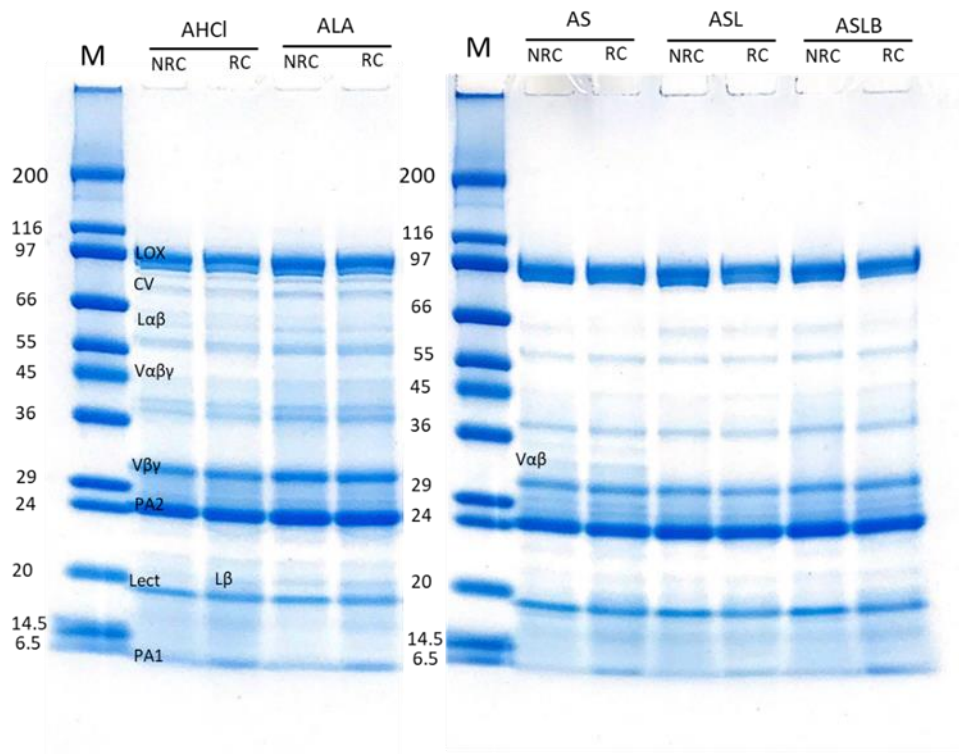 AHCl ALA
M NRC RC NRC RC
AS ASL ASLB
M NRC RC NRC RC NRC RC
200
116
97
66
55
45
36
29
24
20
14.5
6.5
LOX
CV
Lαβ
Vαβγ
Vβγ
PA2
Lect Lβ
PA1
200
116
97
66
55
45
36
29
24
20
14.5
6.5
Vαβ